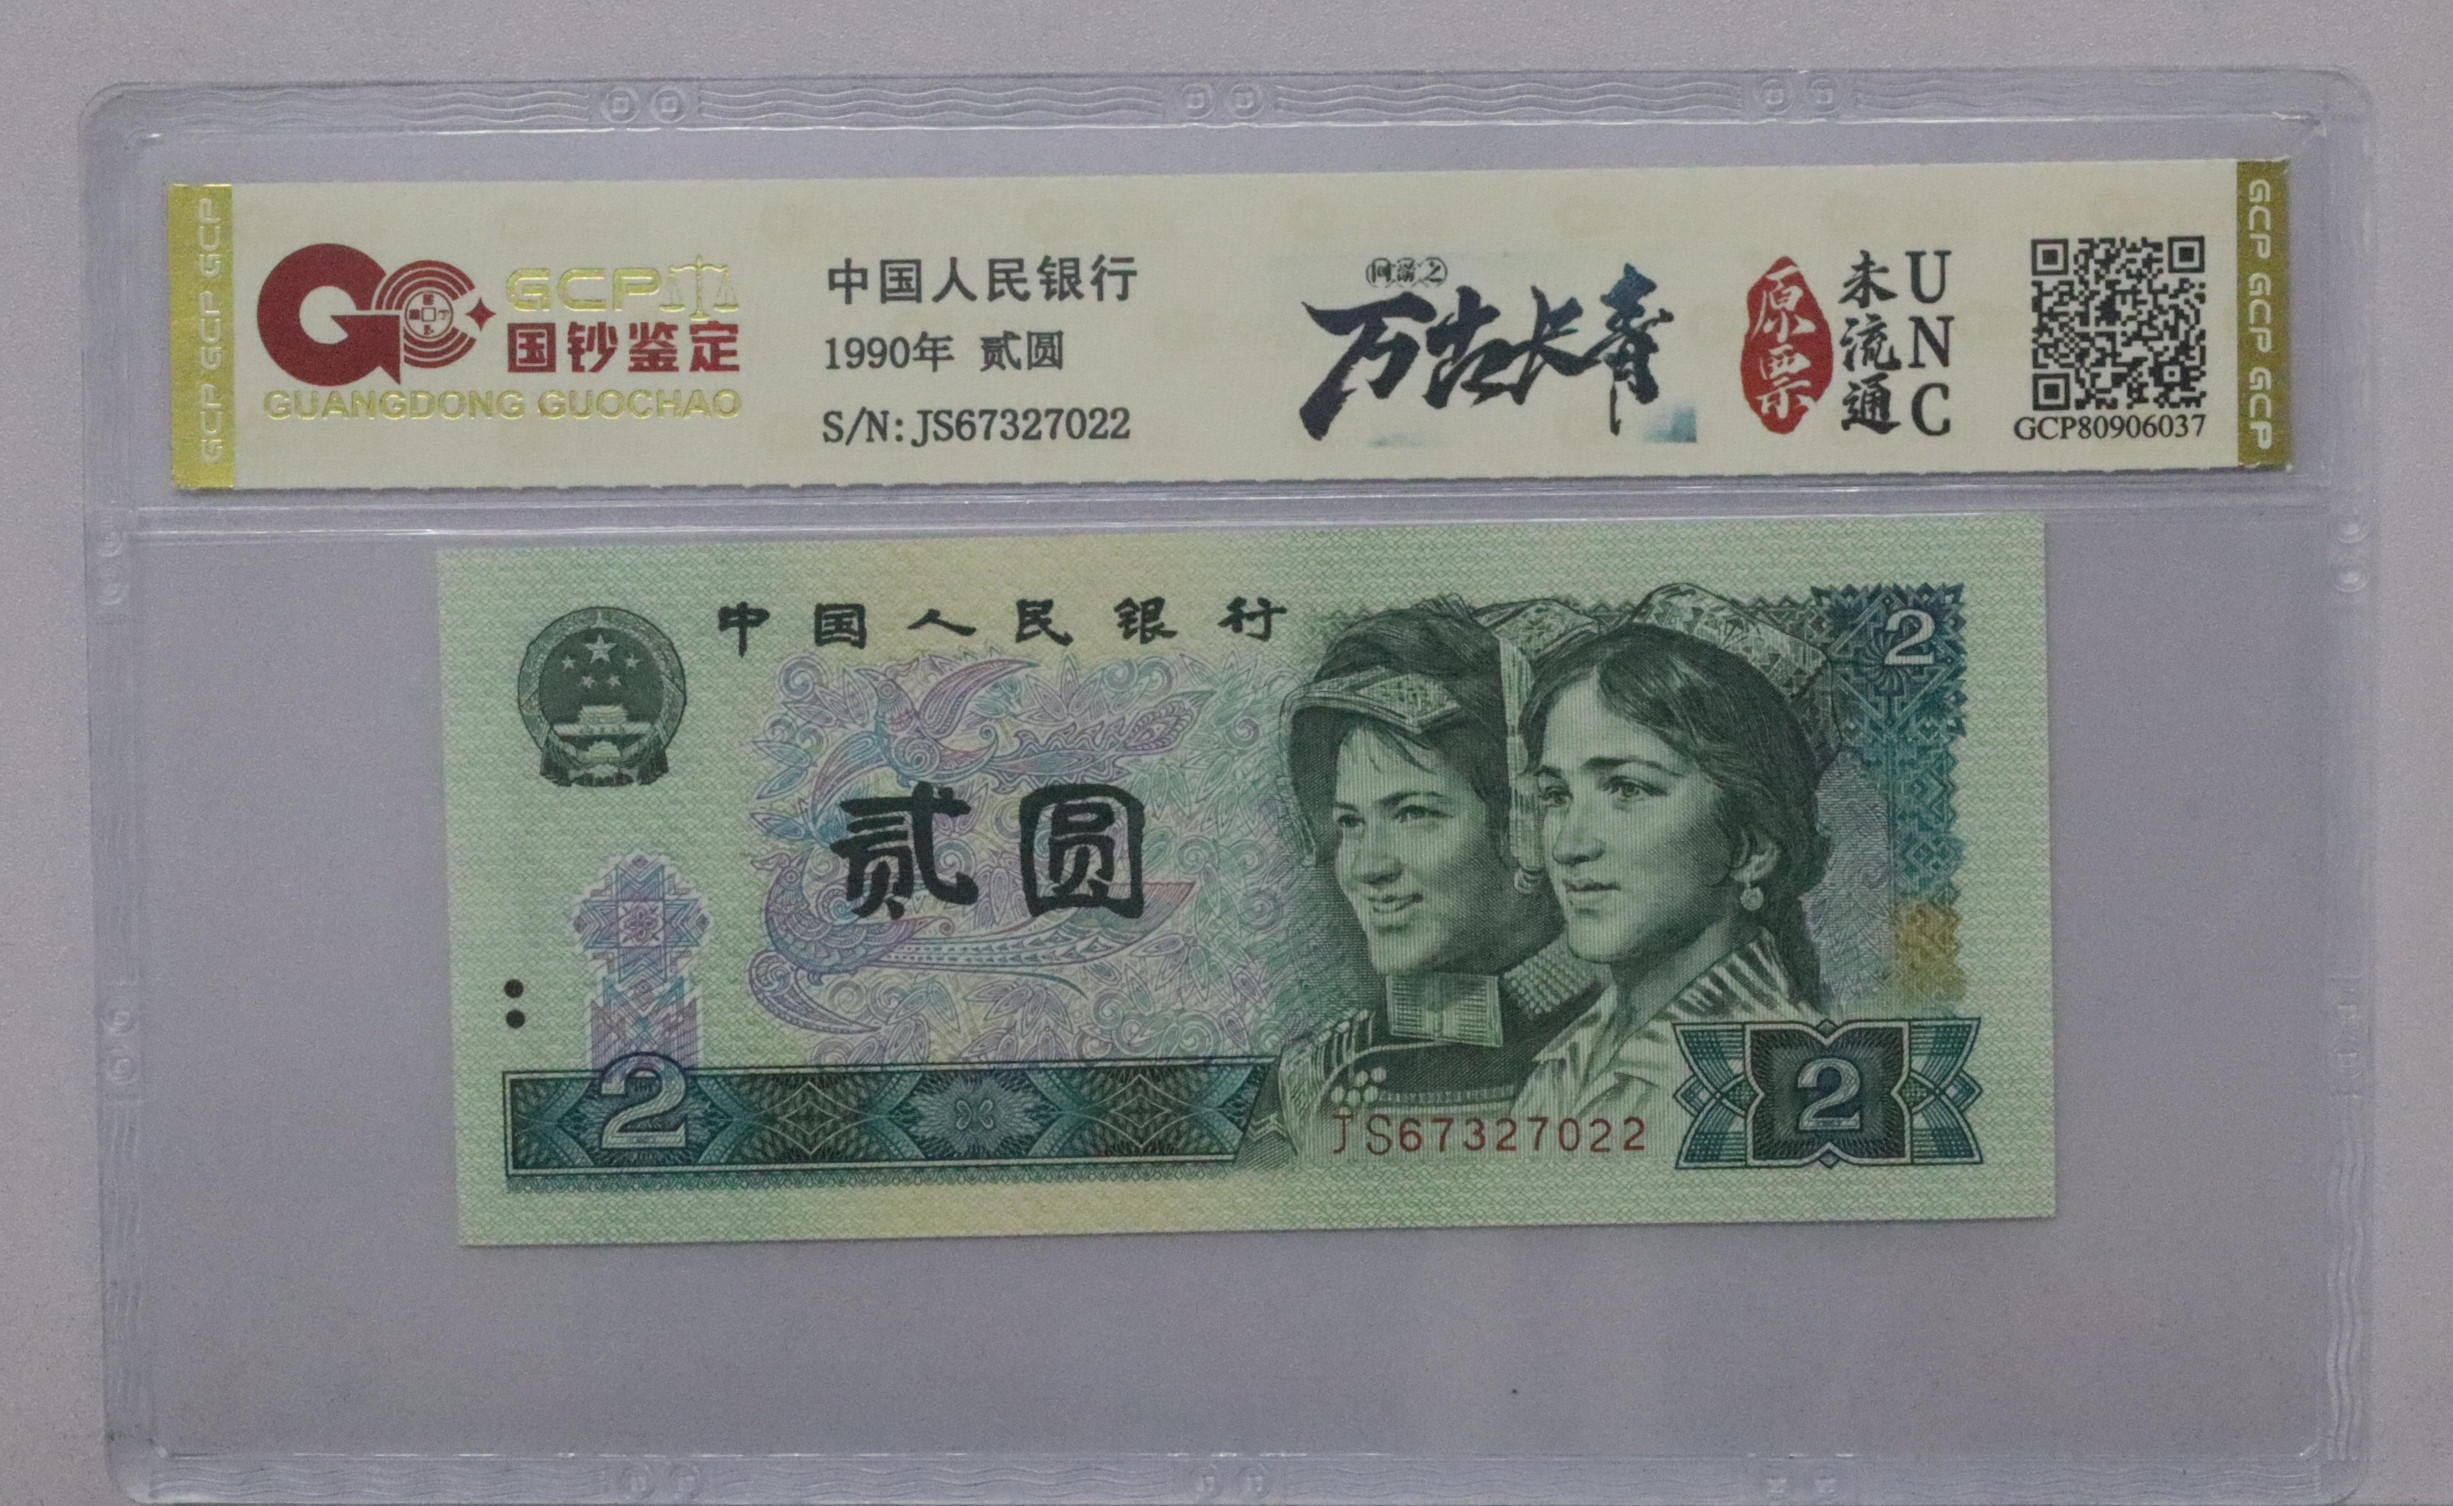 GCP GCP GCP
GCP
国钞鉴定
GUANGDONG GUOCHAO
中国人民银行
1990年 贰圆
S/N: JS67327022
万古长青
原票
未流通
UNC
GCP80906037
GCP GCP GCP
中国人民银行
2
贰圆
2
JS67327022
2